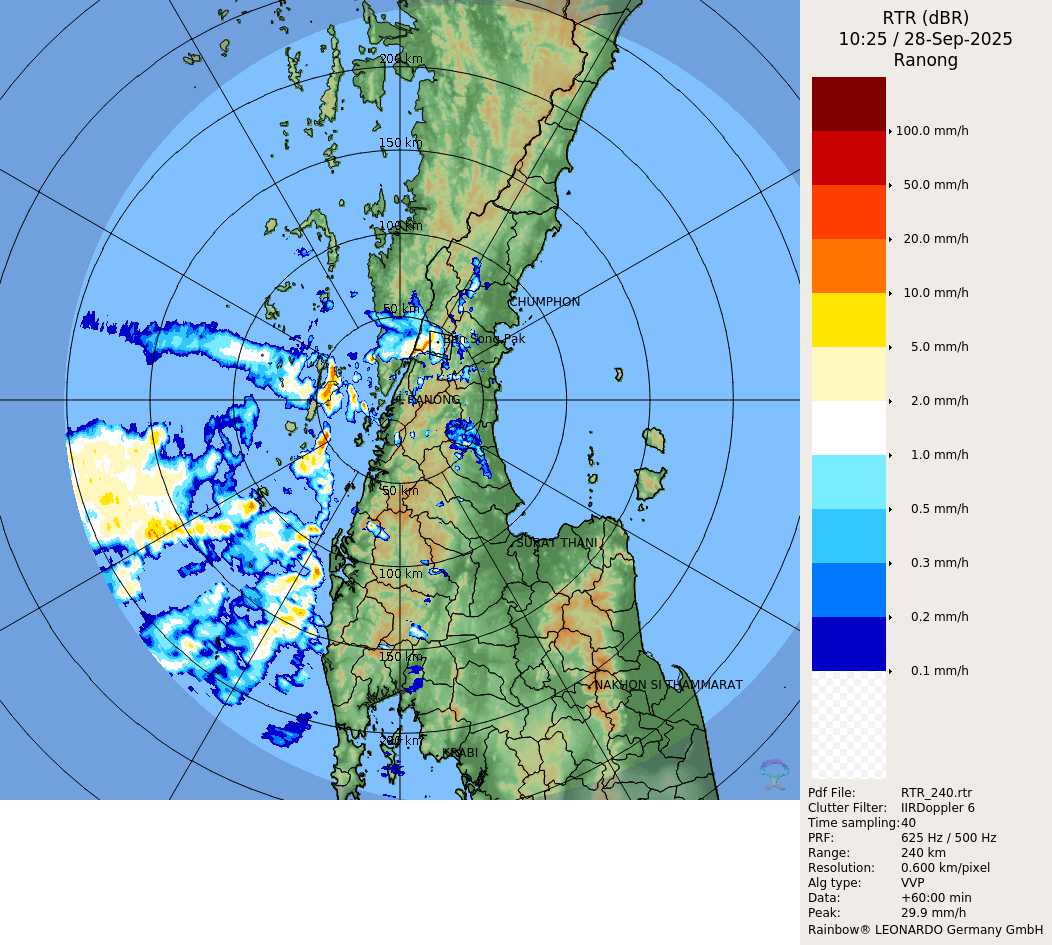 RTR (dBR)
10:25 / 28-Sep-2025
Ranong
200 km
150 km
100 km
50 km
CHUMPHON
Ban Song Pak
RANONG
50 km
SURAT THANI
100 km
150 km
NAKHON SI THAMMARAT
200 km
KRABI
100.0 mm/h
50.0 mm/h
20.0 mm/h
10.0 mm/h
5.0 mm/h
2.0 mm/h
1.0 mm/h
0.5 mm/h
0.3 mm/h
0.2 mm/h
0.1 mm/h
Pdf File: RTR_240.rtr
Clutter Filter: IIRDoppler 6
Time sampling:40
PRF: 625 Hz / 500 Hz
Range: 240 km
Resolution: 0.600 km/pixel
Alg type: VVP
Data: +60:00 min
Peak: 29.9 mm/h
Rainbow® LEONARDO Germany GmbH